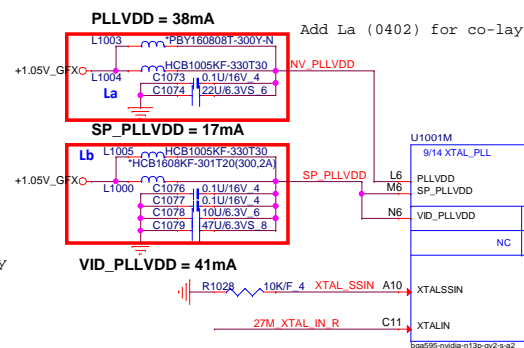 PLLVDD = 38mA
Add La (0402) for co-lay
L1003 *PBY160808T-300Y-N
+1.05V_GFX
HCB1005KF-330T30 NV_PLLVDD
L1004 C1073 0.1U/16V_4
La C1074 22U/6.3VS_6
SP_PLLVDD = 17mA
Lb L1005 HCB1005KF-330T30
*HCB1608KF-301T20(300,2A)
+1.05V_GFX
SP_PLLVDD
L1000 C1076 0.1U/16V_4
C1077 0.1U/16V_4
C1078 10U/6.3V_6
C1079 47U/6.3VS_8
VID_PLLVDD = 41mA
U1001M
9/14 XTAL_PLL
L6 PLLVDD
M6 SP_PLLVDD
N6 VID_PLLVDD
NC
R1028 10K/F_4 XTAL_SSIN A10 XTALSSIN
27M_XTAL_IN_R C11 XTALIN
bga595-nvidia-n13p-gv2-s-a2